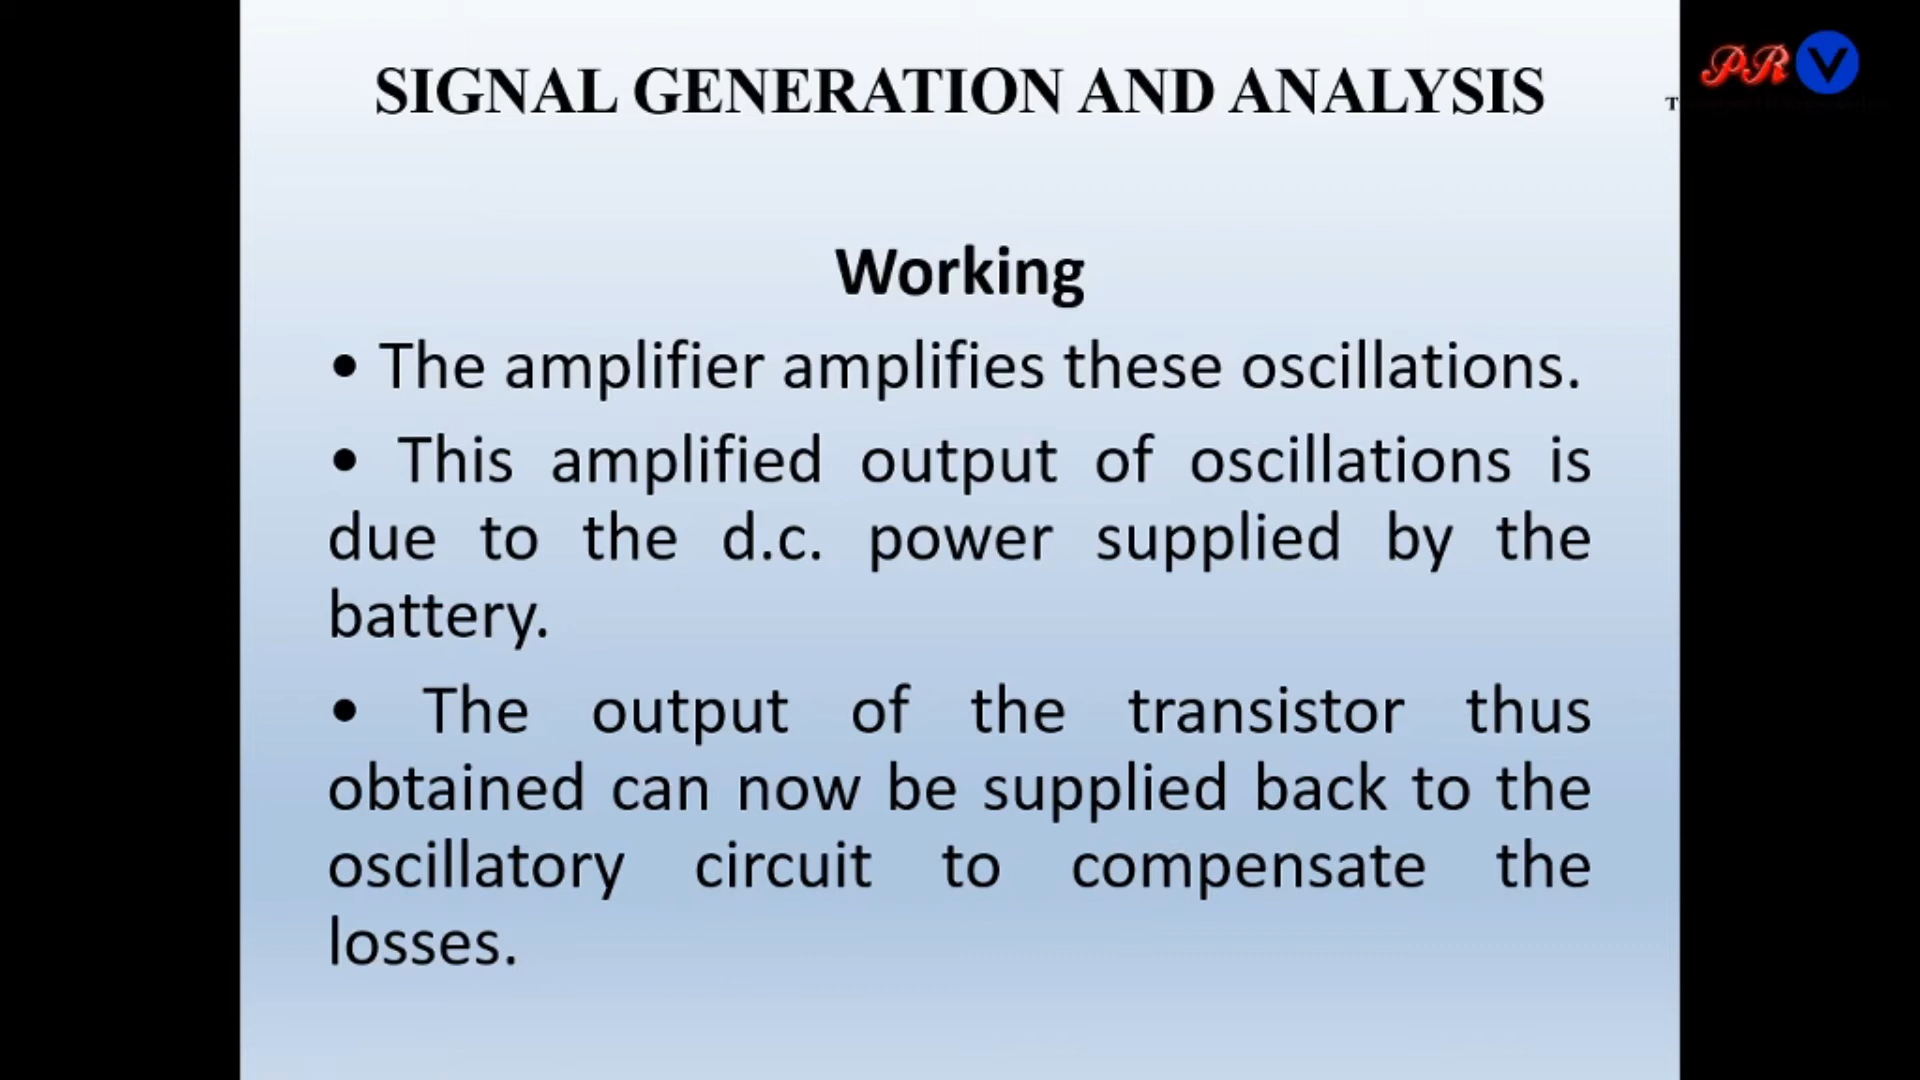 SIGNAL GENERATION AND ANALYSIS
PR V
T
Working
• The amplifier amplifies these oscillations.
• This amplified output of oscillations is
due to the d.c. power supplied by the
battery.
• The output of the transistor thus
obtained can now be supplied back to the
oscillatory circuit to compensate the
losses.